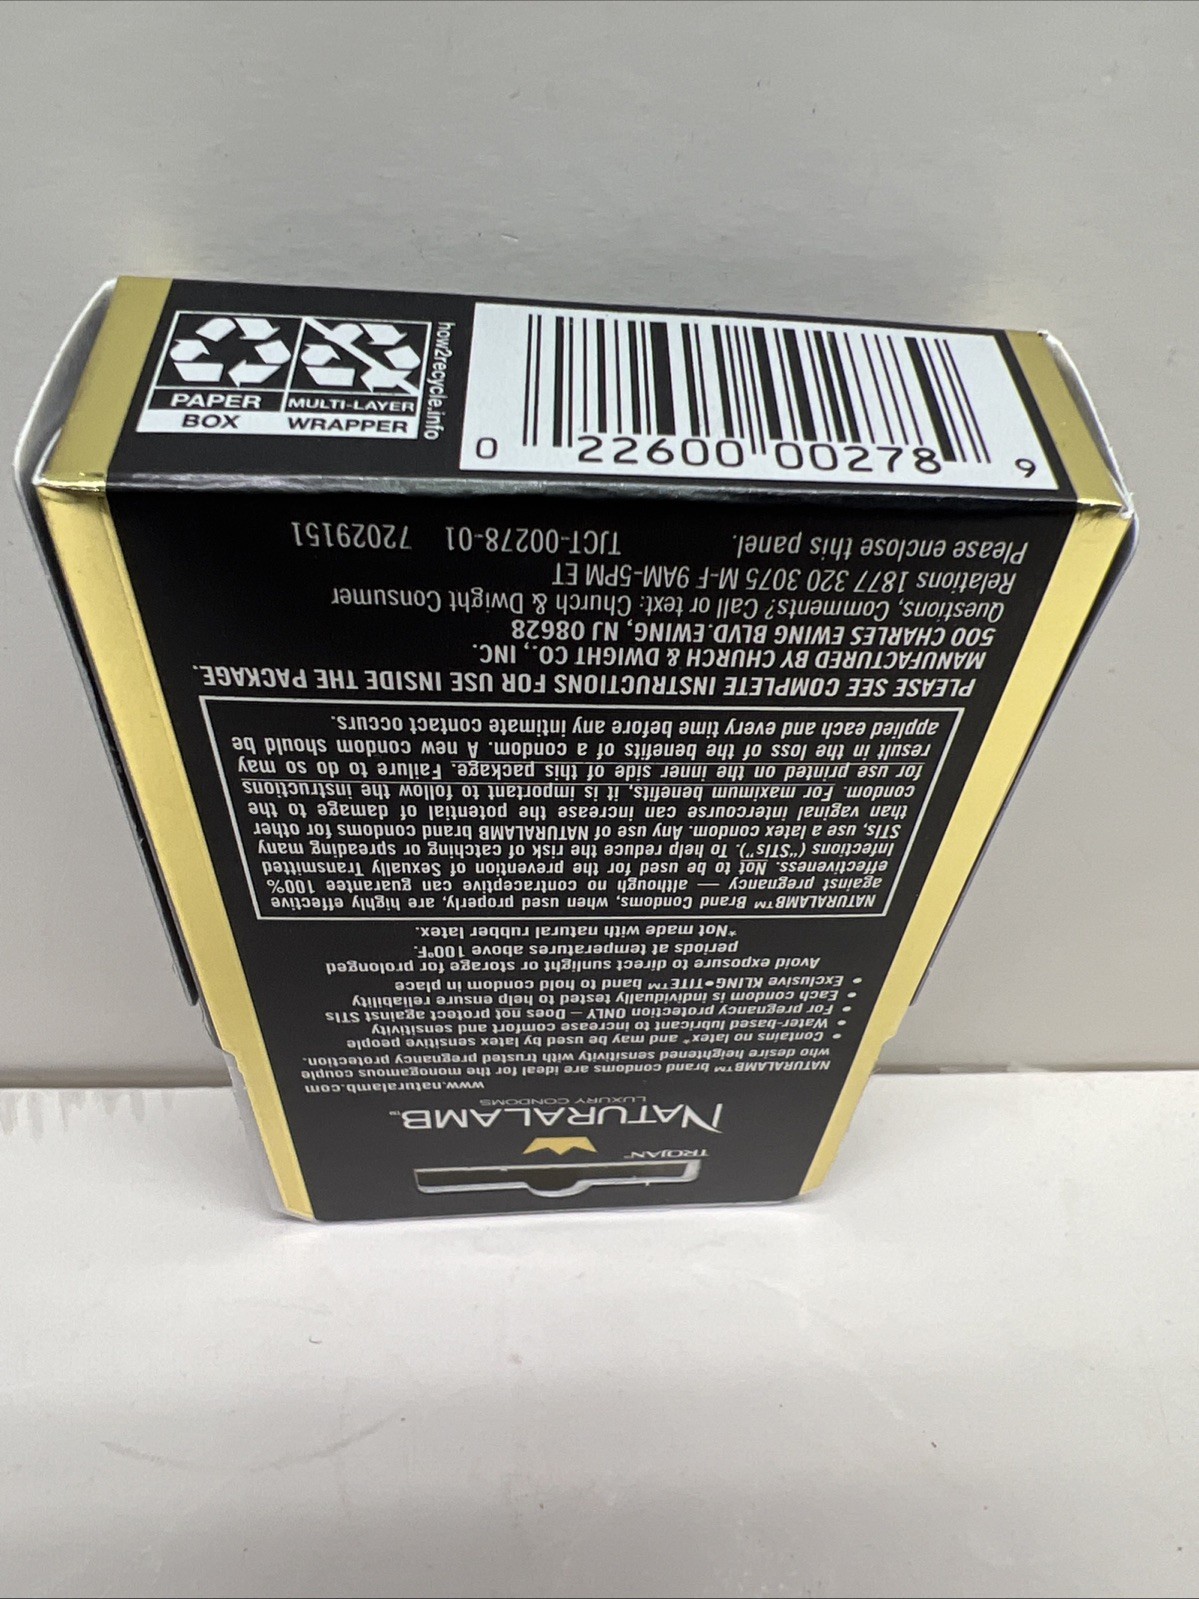 PAPER
BOX
MULTI-LAYER
WRAPPER
how2recycle.info
0 22600 00278 9
TROJAN™
NATURALAMB™
LUXURY CONDOMS
www.naturalamb.com
NATURALAMB™ brand condoms are ideal for the monogamous couple
who desire heightened sensitivity with trusted pregnancy protection.
• Contains no latex* and may be used by latex sensitive people
• Water-based lubricant to increase comfort and sensitivity
• For pregnancy protection ONLY – Does not protect against STIs
• Each condom is individually tested to help ensure reliability
• Exclusive KLING•TITE™ band to hold condom in place
Avoid exposure to direct sunlight or storage for prolonged
periods at temperatures above 100ºF.
*Not made with natural rubber latex.
NATURALAMB™ Brand Condoms, when used properly, are highly effective
against pregnancy — although no contraceptive can guarantee 100%
effectiveness. Not to be used for the prevention of Sexually Transmitted
Infections ("STIs"). To help reduce the risk of catching or spreading many
STIs, use a latex condom. Any use of NATURALAMB brand condoms for other
than vaginal intercourse can increase the potential of damage to the
condom. For maximum benefits, it is important to follow the instructions
for use printed on the inner side of this package. Failure to do so may
result in the loss of the benefits of a condom. A new condom should be
applied each and every time before any intimate contact occurs.
PLEASE SEE COMPLETE INSTRUCTIONS FOR USE INSIDE THE PACKAGE.
MANUFACTURED BY CHURCH & DWIGHT CO., INC.
500 CHARLES EWING BLVD.EWING, NJ 08628
Questions, Comments? Call or text: Church & Dwight Consumer
Relations 1877 320 3075 M-F 9AM-5PM ET
Please enclose this panel. TJCT-00278-01 72029151